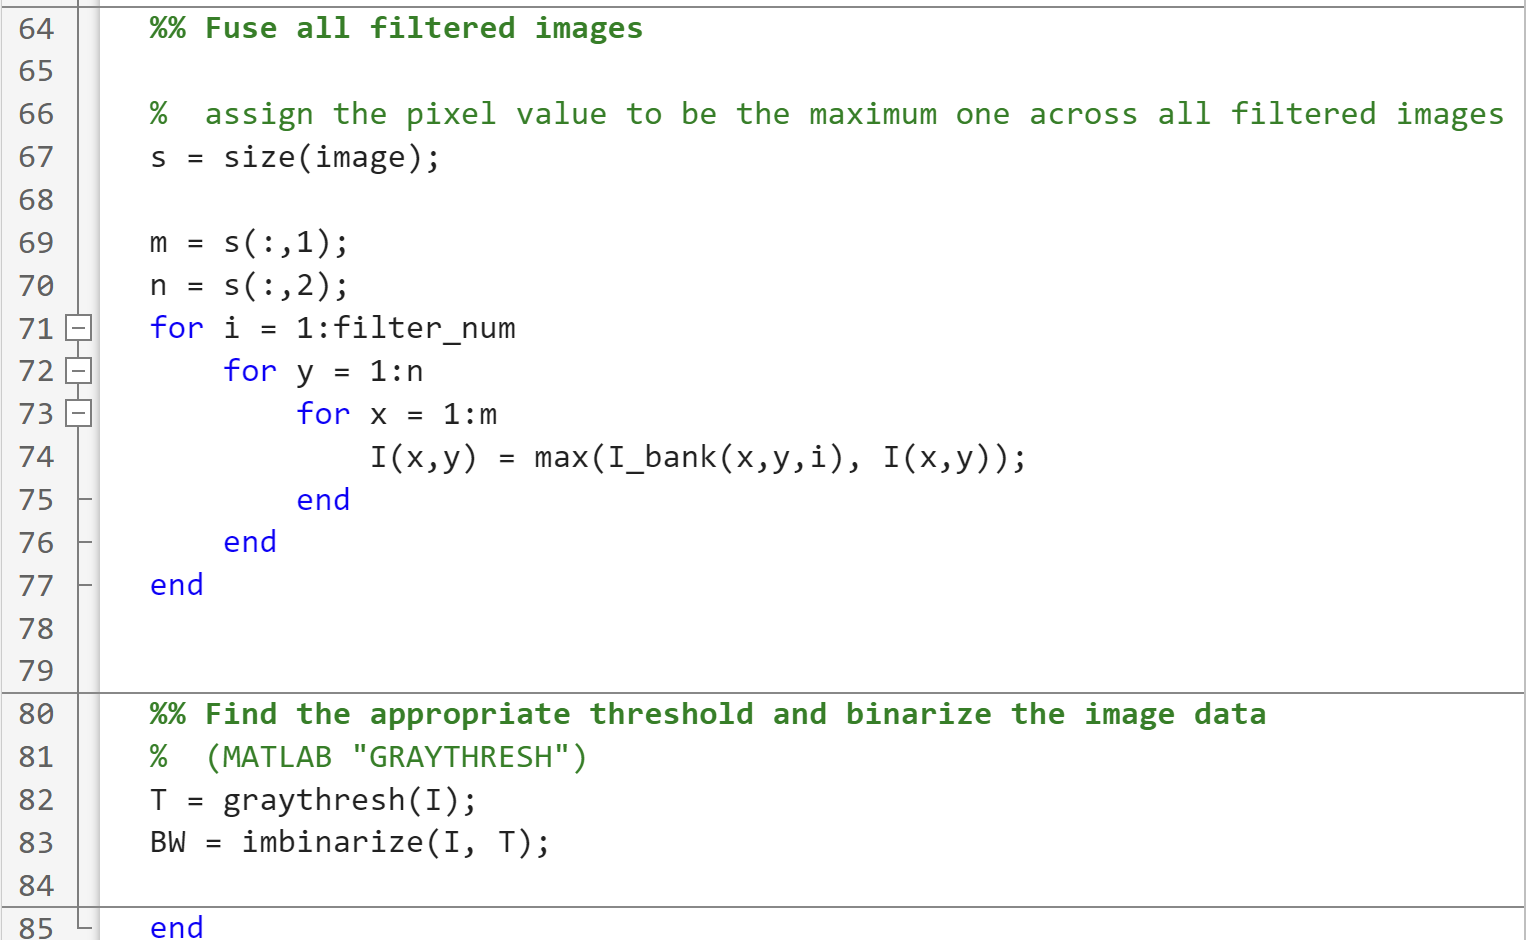 64 %% Fuse all filtered images
65
66 %  assign the pixel value to be the maximum one across all filtered images
67 s = size(image);
68
69 m = s(:,1);
70 n = s(:,2);
71 for i = 1:filter_num
72     for y = 1:n
73         for x = 1:m
74             I(x,y) = max(I_bank(x,y,i), I(x,y));
75         end
76     end
77 end
78
79
80 %% Find the appropriate threshold and binarize the image data
81 %  (MATLAB "GRAYTHRESH")
82 T = graythresh(I);
83 BW = imbinarize(I, T);
84
85 end